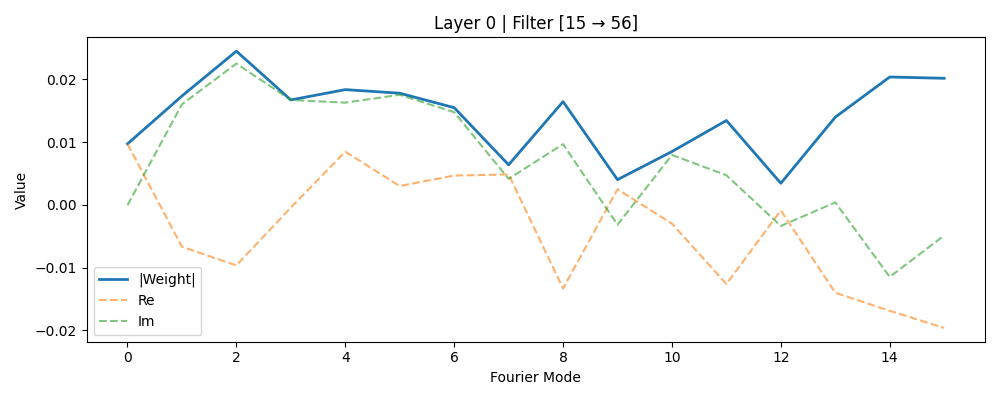 Layer 0 | Filter [15 → 56]
Value
0.02
0.01
0.00
−0.01
−0.02
|Weight|
Re
Im
0 2 4 6 8 10 12 14
Fourier Mode